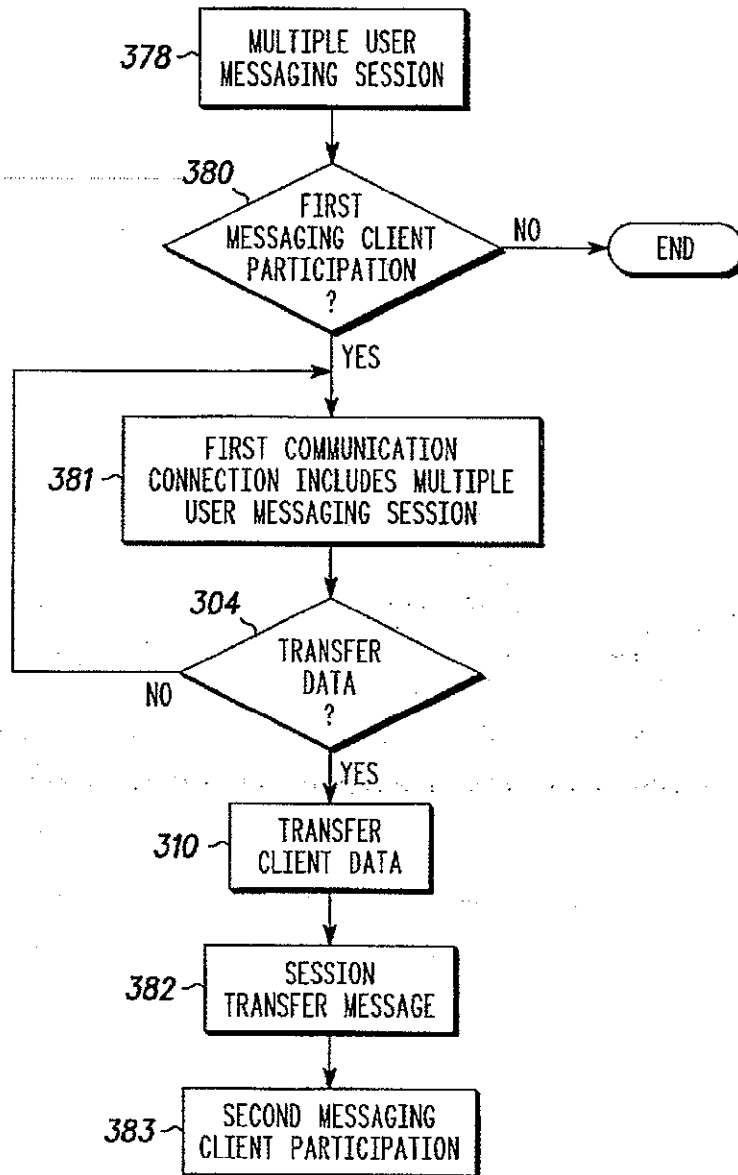 378
MULTIPLE USER
MESSAGING SESSION
380
FIRST
MESSAGING CLIENT
PARTICIPATION
?
NO
END
YES
381
FIRST COMMUNICATION
CONNECTION INCLUDES MULTIPLE
USER MESSAGING SESSION
304
TRANSFER
DATA
?
NO
YES
310
TRANSFER
CLIENT DATA
382
SESSION
TRANSFER MESSAGE
383
SECOND MESSAGING
CLIENT PARTICIPATION